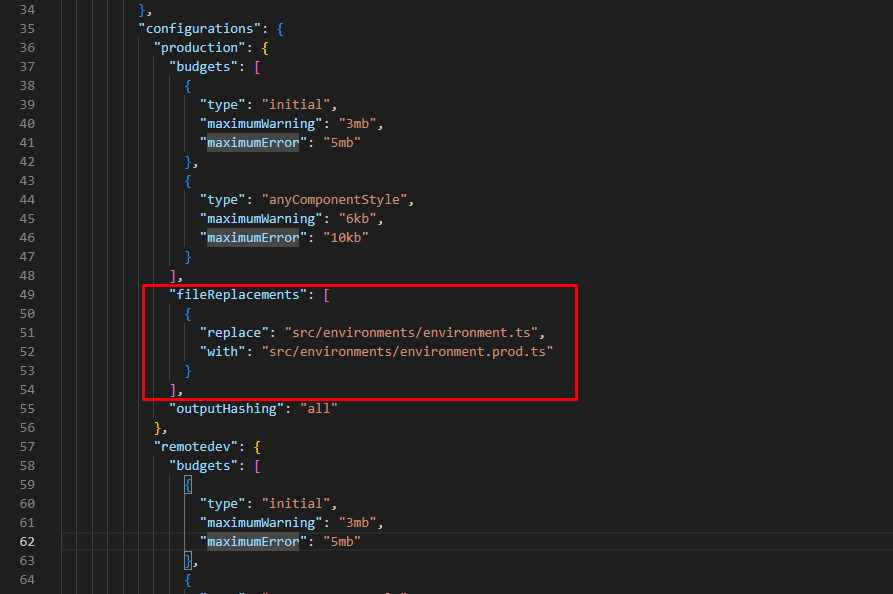 34 },
35 "configurations": {
36 "production": {
37 "budgets": [
38 {
39 "type": "initial",
40 "maximumWarning": "3mb",
41 "maximumError": "5mb"
42 },
43 {
44 "type": "anyComponentStyle",
45 "maximumWarning": "6kb",
46 "maximumError": "10kb"
47 }
48 ],
49 "fileReplacements": [
50 {
51 "replace": "src/environments/environment.ts",
52 "with": "src/environments/environment.prod.ts"
53 }
54 ],
55 "outputHashing": "all"
56 },
57 "remotedev": {
58 "budgets": [
59 {
60 "type": "initial",
61 "maximumWarning": "3mb",
62 "maximumError": "5mb"
63 },
64 {